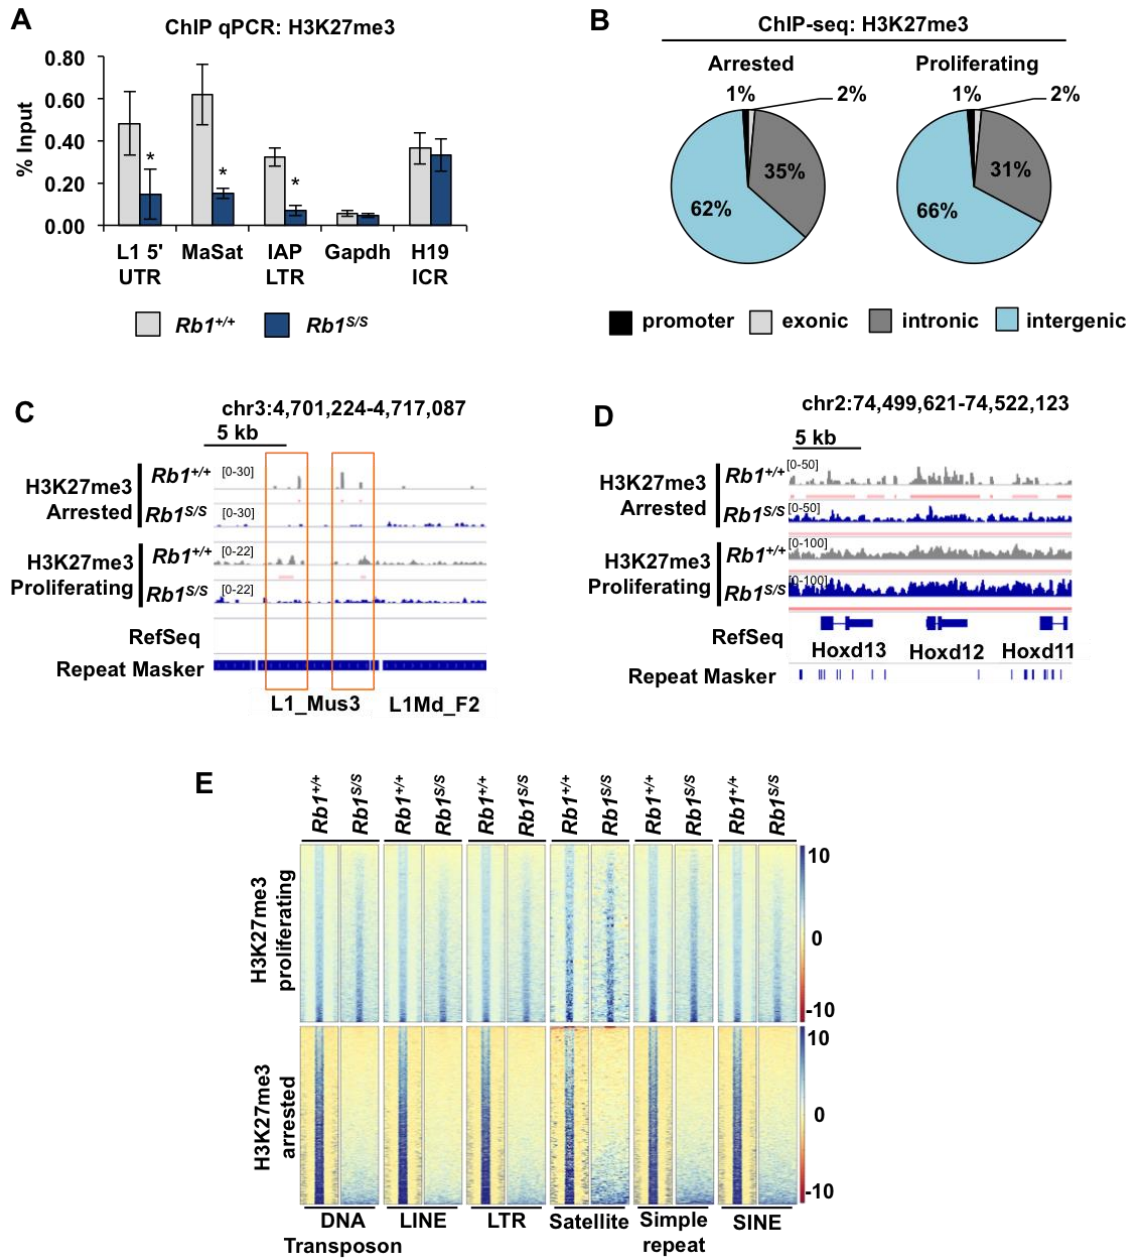 A
ChIP qPCR: H3K27me3
% Input
0.80
0.60
0.40
0.20
0.00
*
*
*
L1 5'
UTR
MaSat
IAP
LTR
Gapdh
H19
ICR
Rb1+/+
Rb1S/S
B
ChIP-seq: H3K27me3
Arrested
Proliferating
1%
2%
1%
2%
35%
62%
31%
66%
promoter
exonic
intronic
intergenic
C
chr3:4,701,224-4,717,087
5 kb
H3K27me3
Arrested
Rb1+/+
[0-30]
Rb1S/S
[0-30]
H3K27me3
Proliferating
Rb1+/+
[0-22]
Rb1S/S
[0-22]
RefSeq
Repeat Masker
L1_Mus3
L1Md_F2
D
chr2:74,499,621-74,522,123
5 kb
H3K27me3
Arrested
Rb1+/+
[0-50]
Rb1S/S
[0-50]
H3K27me3
Proliferating
Rb1+/+
[0-100]
Rb1S/S
[0-100]
RefSeq
Hoxd13
Hoxd12
Hoxd11
Repeat Masker
E
Rb1+/+
Rb1S/S
Rb1+/+
Rb1S/S
Rb1+/+
Rb1S/S
Rb1+/+
Rb1S/S
Rb1+/+
Rb1S/S
Rb1+/+
Rb1S/S
H3K27me3
proliferating
10
0
-10
H3K27me3
arrested
10
0
-10
DNA
Transposon
LINE
LTR
Satellite
Simple
repeat
SINE